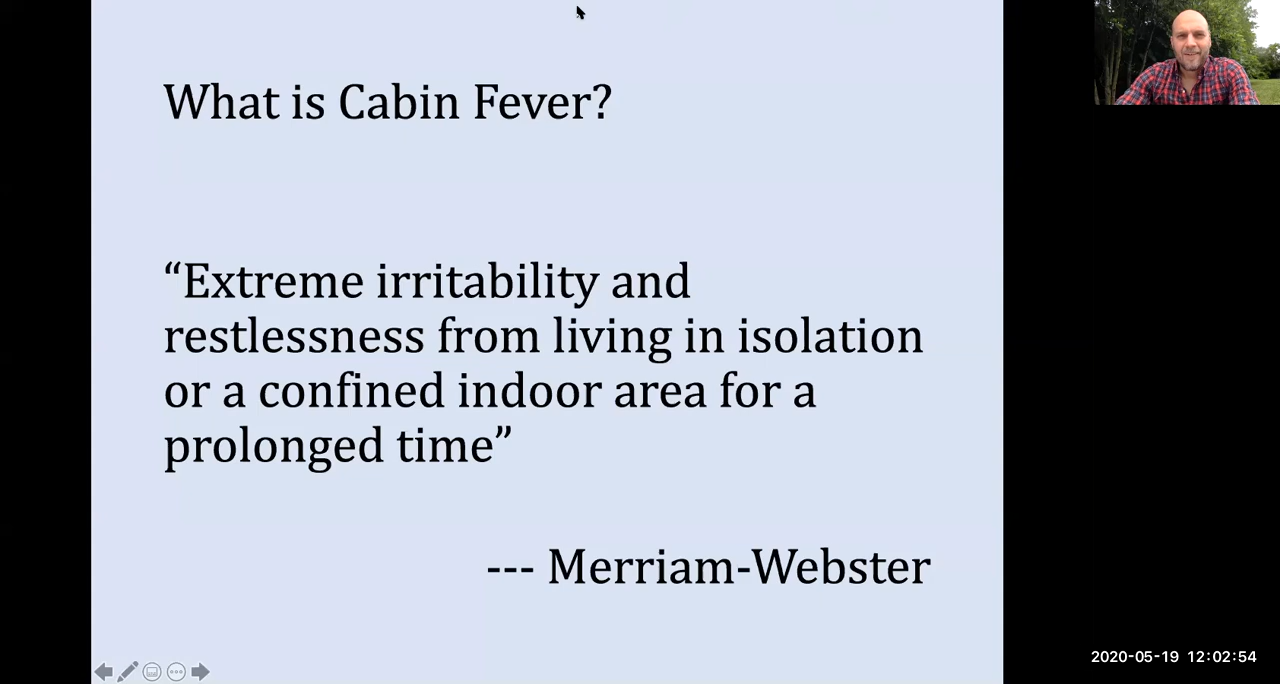 What is Cabin Fever?
“Extreme irritability and
restlessness from living in isolation
or a confined indoor area for a
prolonged time”
--- Merriam-Webster
2020-05-19 12:02:54